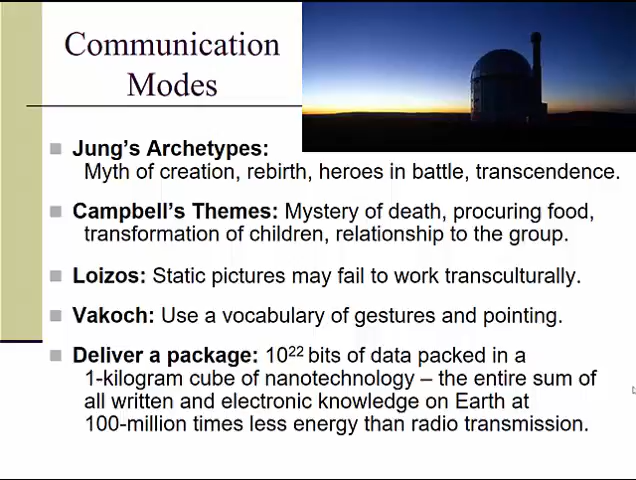 Communication
Modes
Jung's Archetypes:
Myth of creation, rebirth, heroes in battle, transcendence.
Campbell's Themes: Mystery of death, procuring food,
transformation of children, relationship to the group.
Loizos: Static pictures may fail to work transculturally.
Vakoch: Use a vocabulary of gestures and pointing.
Deliver a package: 10²² bits of data packed in a
1-kilogram cube of nanotechnology – the entire sum of
all written and electronic knowledge on Earth at
100-million times less energy than radio transmission.